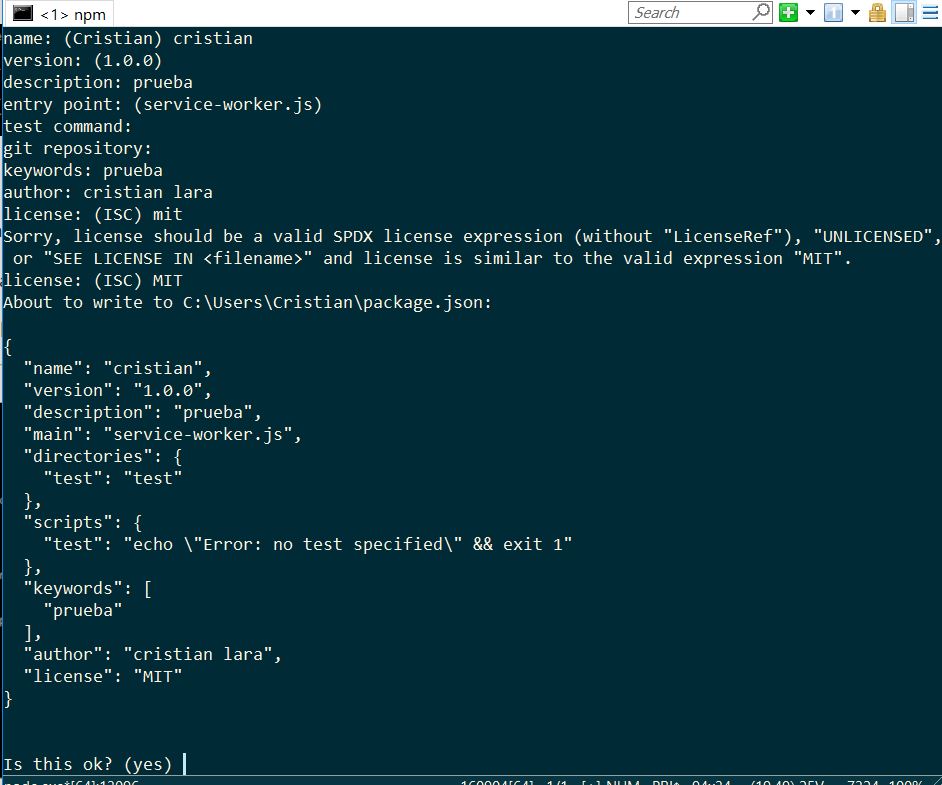 <1> npm
Search
name: (Cristian) cristian
version: (1.0.0)
description: prueba
entry point: (service-worker.js)
test command:
git repository:
keywords: prueba
author: cristian lara
license: (ISC) mit
Sorry, license should be a valid SPDX license expression (without "LicenseRef"), "UNLICENSED",
 or "SEE LICENSE IN <filename>" and license is similar to the valid expression "MIT".
license: (ISC) MIT
About to write to C:\Users\Cristian\package.json:
{
  "name": "cristian",
  "version": "1.0.0",
  "description": "prueba",
  "main": "service-worker.js",
  "directories": {
    "test": "test"
  },
  "scripts": {
    "test": "echo \"Error: no test specified\" && exit 1"
  },
  "keywords": [
    "prueba"
  ],
  "author": "cristian lara",
  "license": "MIT"
}
Is this ok? (yes)